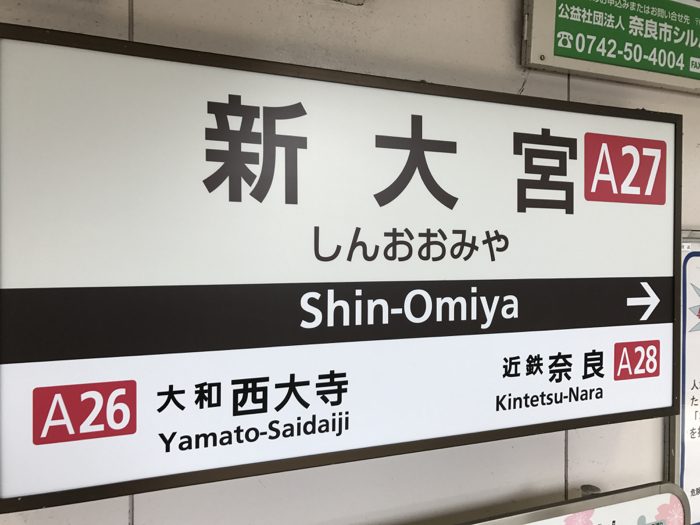 公益社団法人 奈良市シル
☎0742-50-4004 FAX
新大宮 A27
しんおおみや
Shin-Omiya →
A26 大和西大寺
Yamato-Saidaiji
近鉄奈良 A28
Kintetsu-Nara